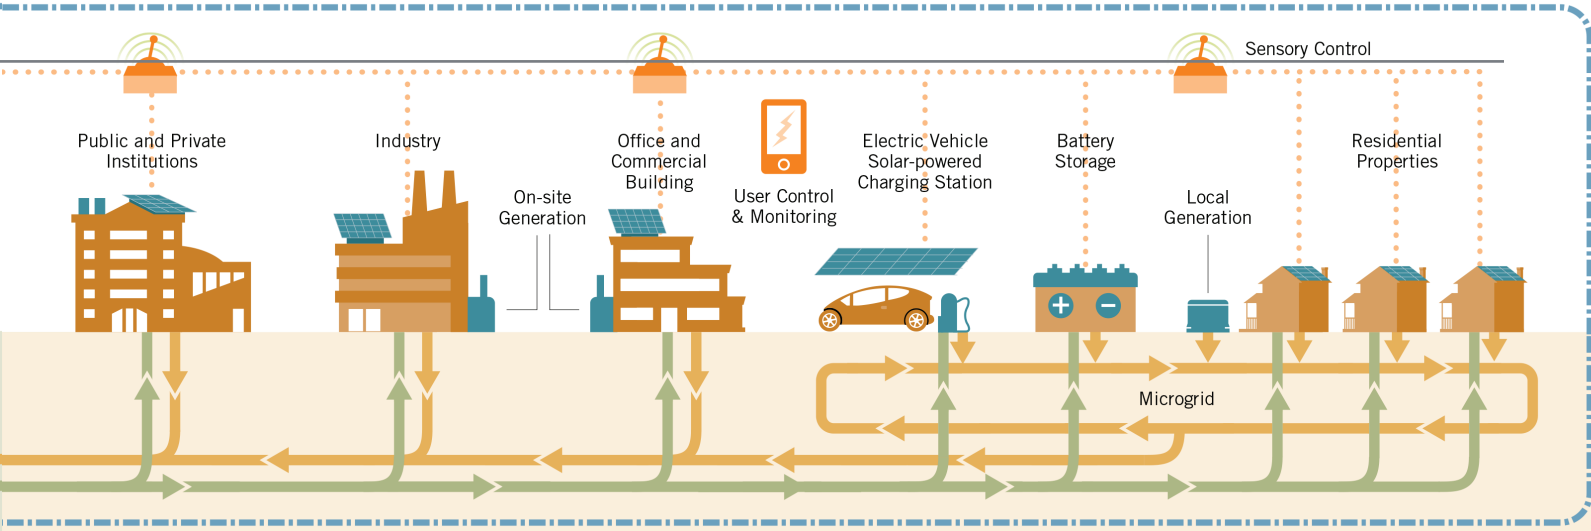 Sensory Control
Public and Private
Institutions
Industry
Office and
Commercial
Building
Electric Vehicle
Solar-powered
Charging Station
Battery
Storage
Residential
Properties
On-site
Generation
User Control
& Monitoring
Local
Generation
Microgrid